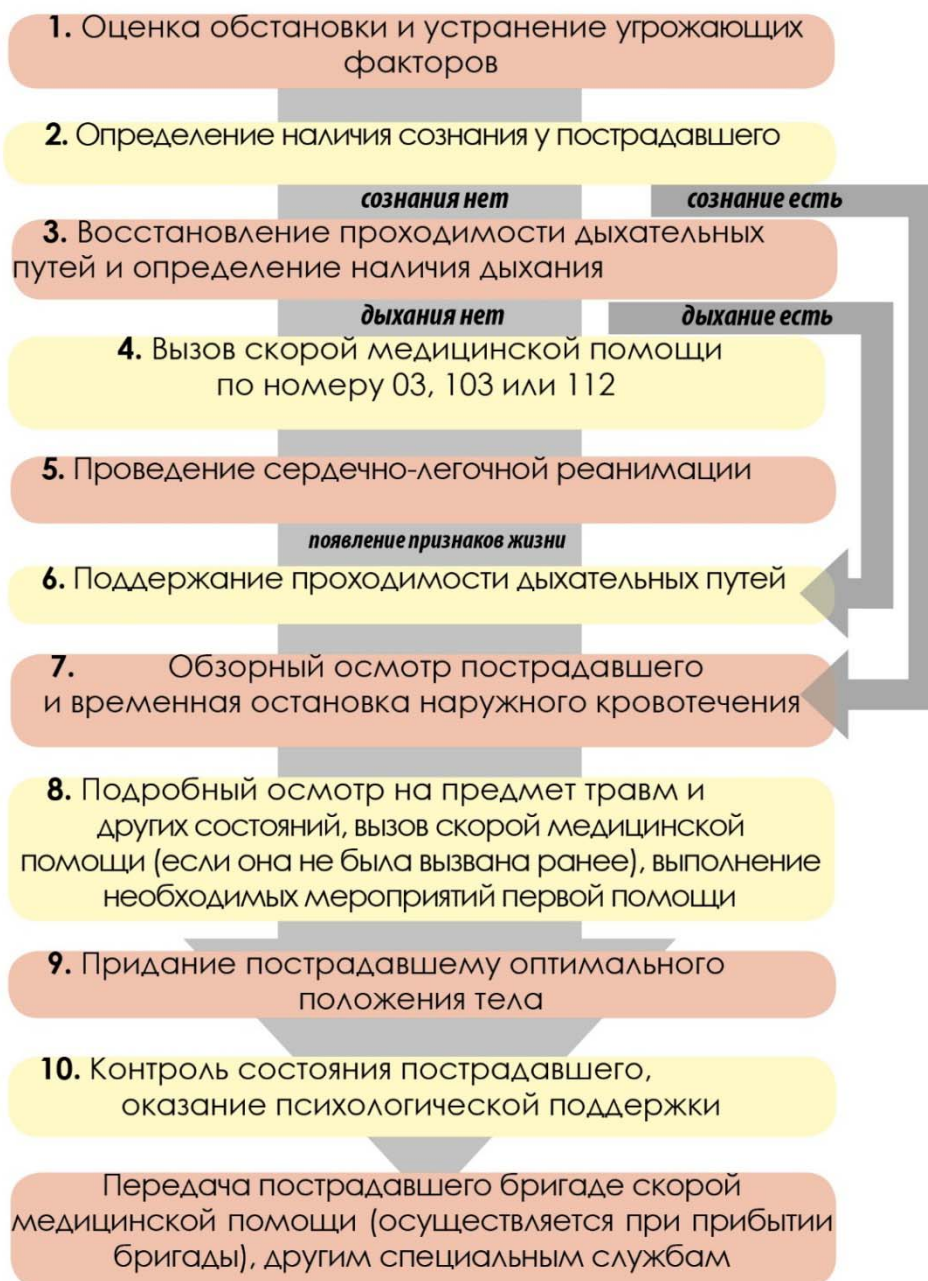 1. Оценка обстановки и устранение угрожающих
факторов
2. Определение наличия сознания у пострадавшего
сознания нет
сознание есть
3. Восстановление проходимости дыхательных
путей и определение наличия дыхания
дыхания нет
дыхание есть
4. Вызов скорой медицинской помощи
по номеру 03, 103 или 112
5. Проведение сердечно-легочной реанимации
появление признаков жизни
6. Поддержание проходимости дыхательных путей
7. Обзорный осмотр пострадавшего
и временная остановка наружного кровотечения
8. Подробный осмотр на предмет травм и
других состояний, вызов скорой медицинской
помощи (если она не была вызвана ранее), выполнение
необходимых мероприятий первой помощи
9. Придание пострадавшему оптимального
положения тела
10. Контроль состояния пострадавшего,
оказание психологической поддержки
Передача пострадавшего бригаде скорой
медицинской помощи (осуществляется при прибытии
бригады), другим специальным службам